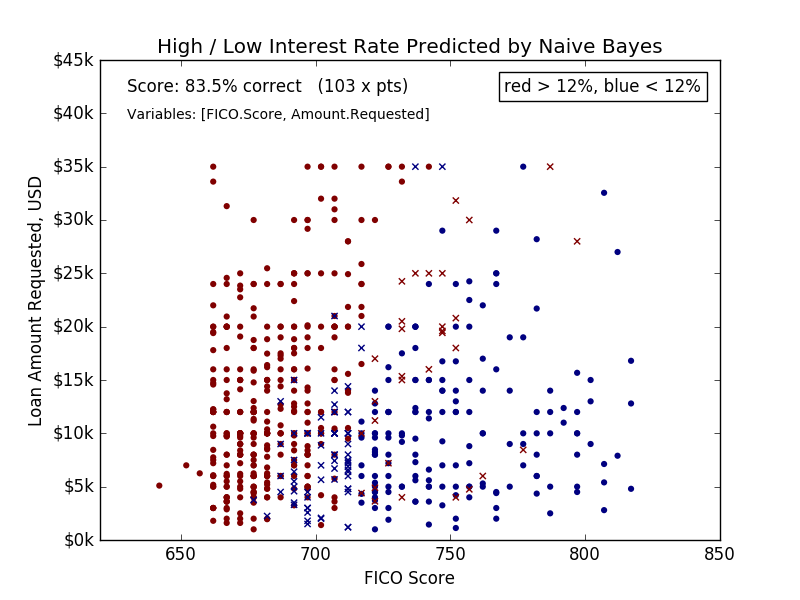 High / Low Interest Rate Predicted by Naive Bayes
Score: 83.5% correct (103 x pts)
red > 12%, blue < 12%
Variables: [FICO.Score, Amount.Requested]
Loan Amount Requested, USD
$45k
$40k
$35k
$30k
$25k
$20k
$15k
$10k
$5k
$0k
650
700
750
800
850
FICO Score